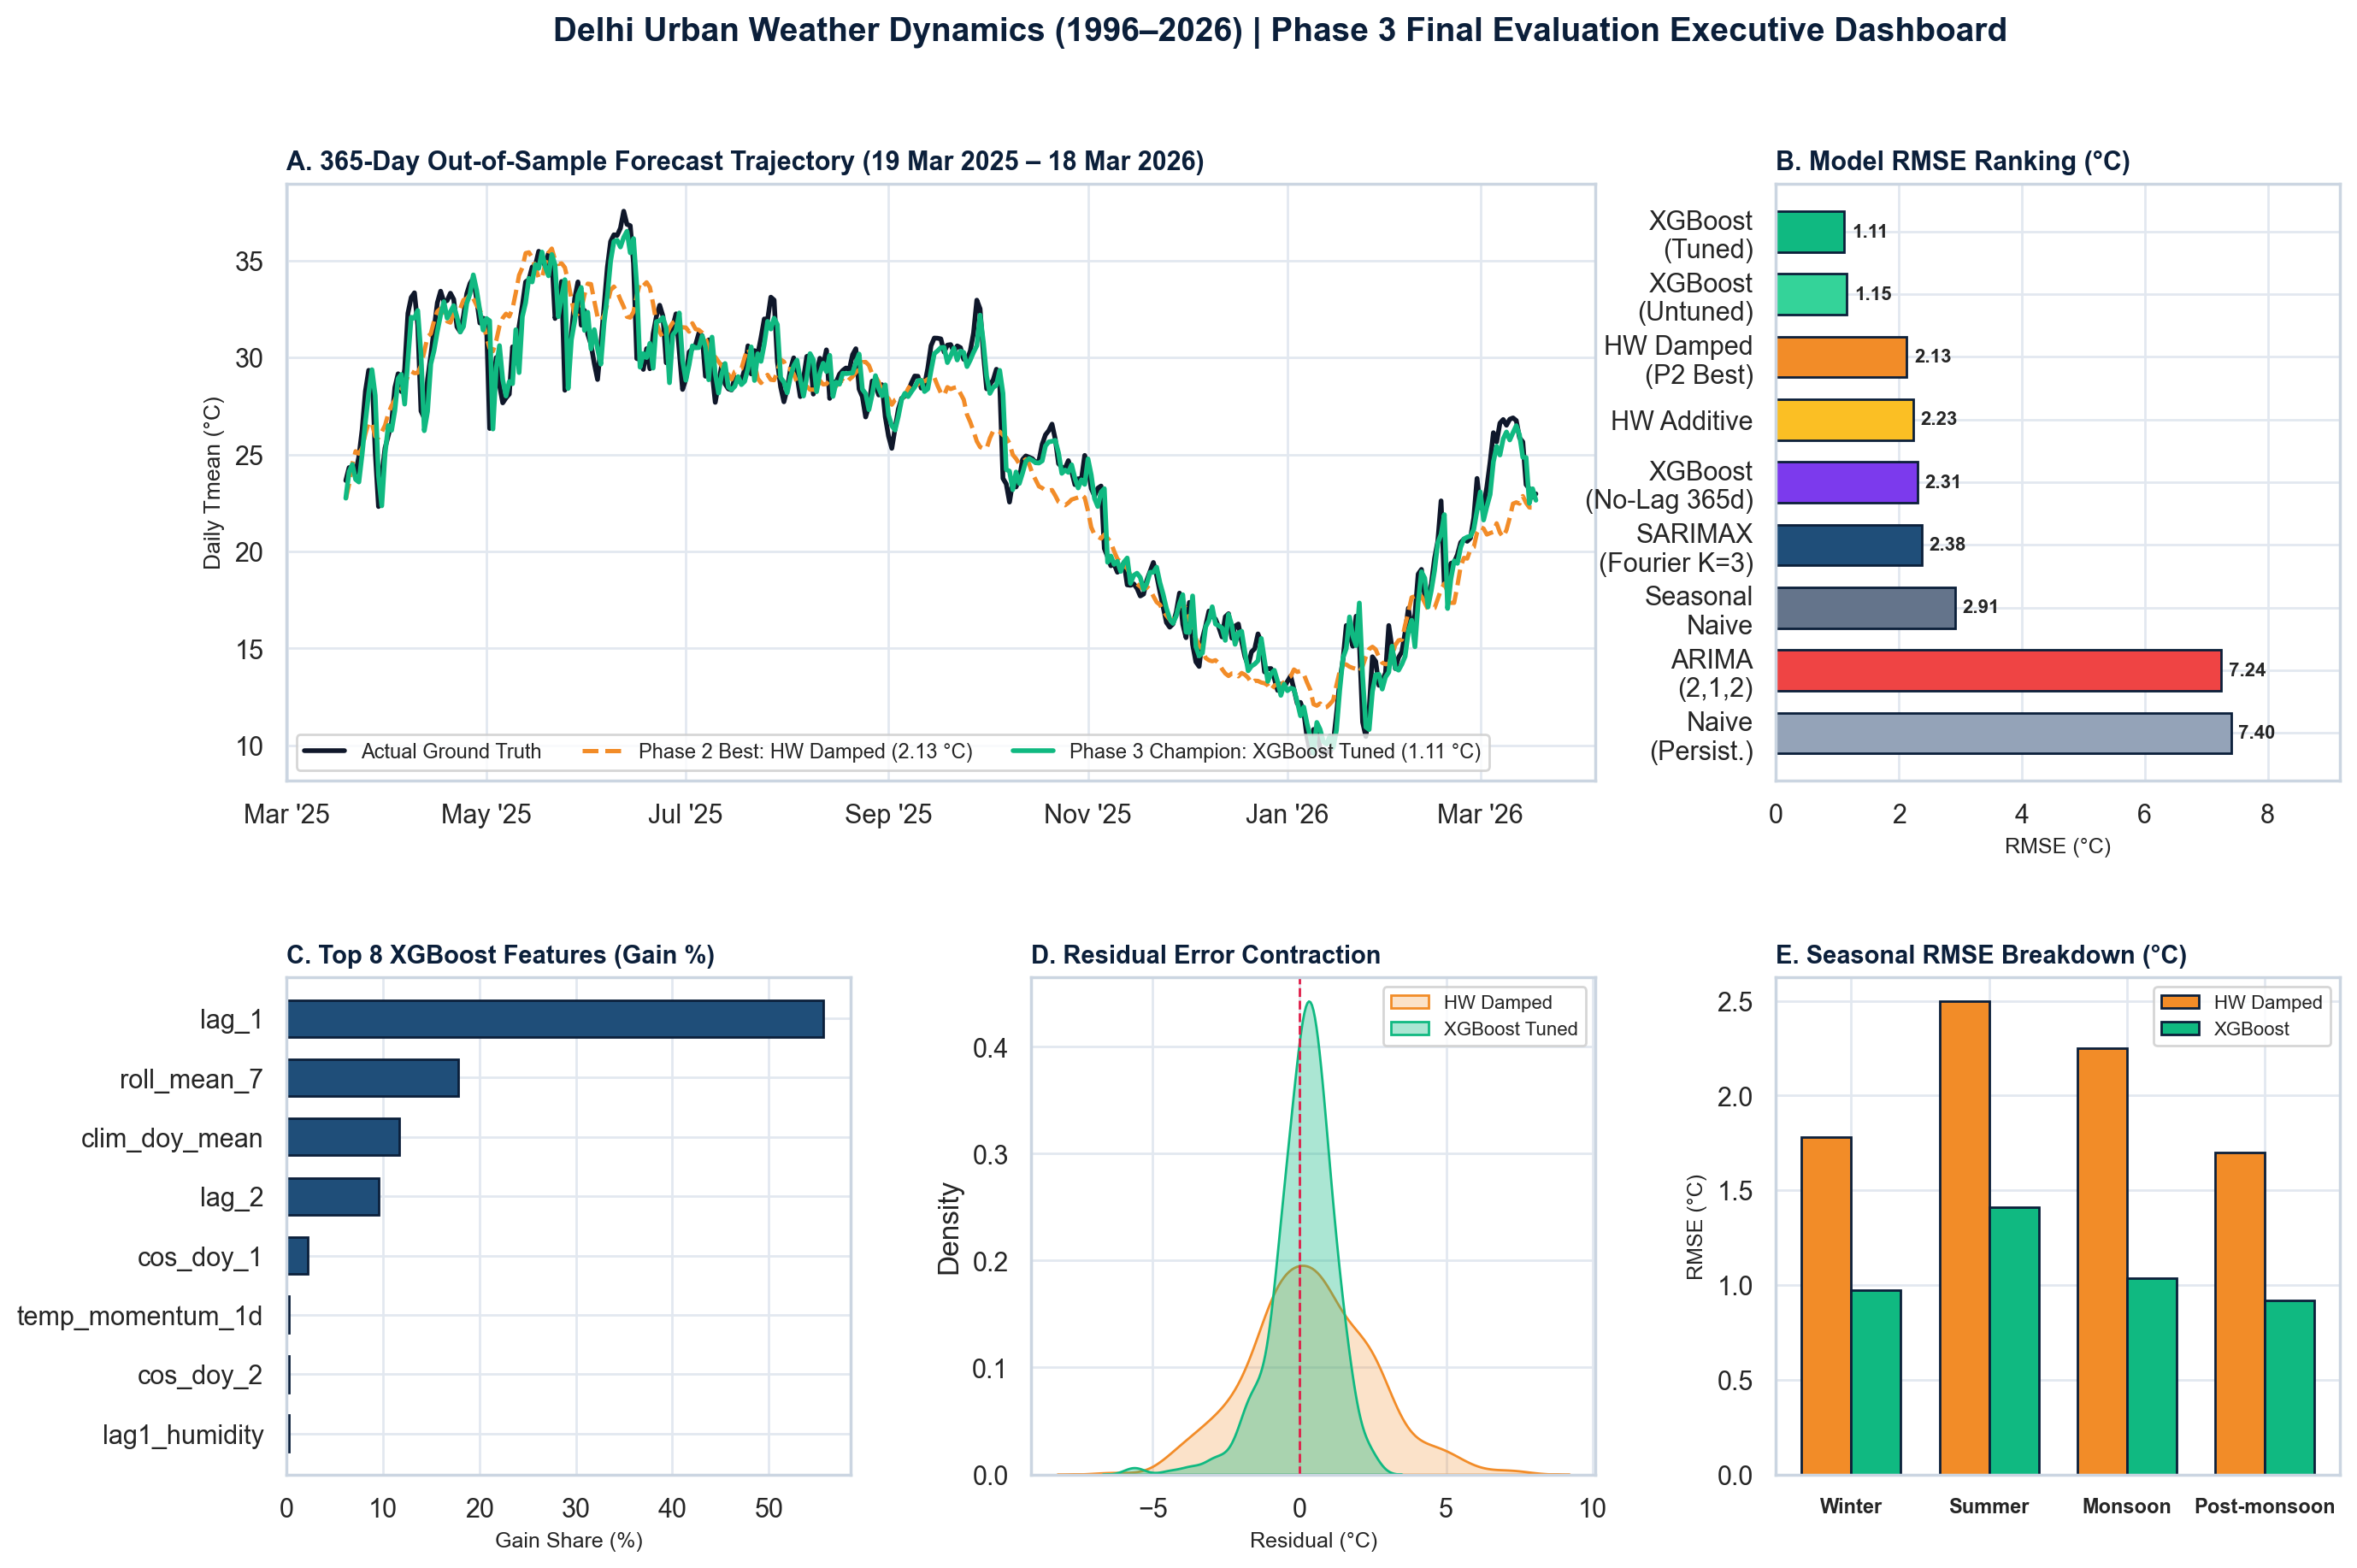 Delhi Urban Weather Dynamics (1996–2026) | Phase 3 Final Evaluation Executive Dashboard
A. 365-Day Out-of-Sample Forecast Trajectory (19 Mar 2025 – 18 Mar 2026)
Daily Tmean (°C)
35
30
25
20
15
10
Actual Ground Truth
Phase 2 Best: HW Damped (2.13 °C)
Phase 3 Champion: XGBoost Tuned (1.11 °C)
Mar '25
May '25
Jul '25
Sep '25
Nov '25
Jan '26
Mar '26
B. Model RMSE Ranking (°C)
XGBoost
(Tuned)
1.11
XGBoost
(Untuned)
1.15
HW Damped
(P2 Best)
2.13
HW Additive
2.23
XGBoost
(No-Lag 365d)
2.31
SARIMAX
(Fourier K=3)
2.38
Seasonal
Naive
2.91
ARIMA
(2,1,2)
7.24
Naive
(Persist.)
7.40
0
2
4
6
8
RMSE (°C)
C. Top 8 XGBoost Features (Gain %)
lag_1
roll_mean_7
clim_doy_mean
lag_2
cos_doy_1
temp_momentum_1d
cos_doy_2
lag1_humidity
0
10
20
30
40
50
Gain Share (%)
D. Residual Error Contraction
HW Damped
XGBoost Tuned
Density
0.4
0.3
0.2
0.1
0.0
−5
0
5
10
Residual (°C)
E. Seasonal RMSE Breakdown (°C)
HW Damped
XGBoost
RMSE (°C)
2.5
2.0
1.5
1.0
0.5
0.0
Winter
Summer
Monsoon
Post-monsoon